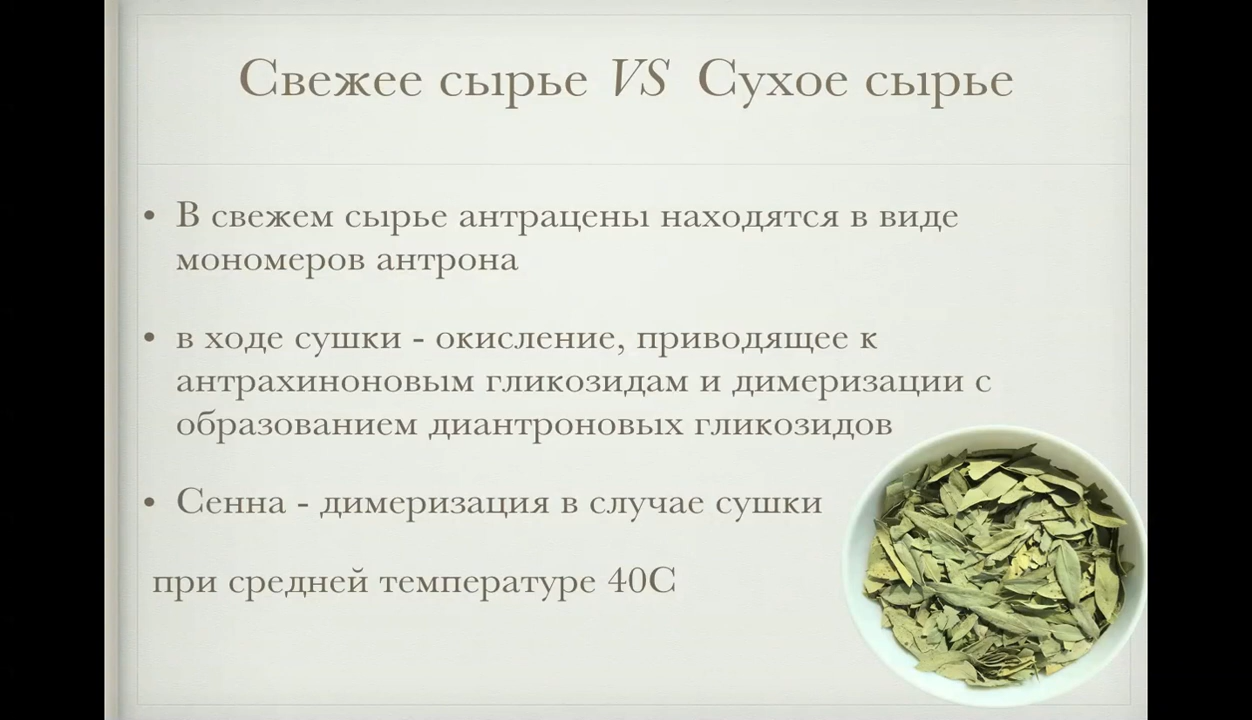 Свежее сырье VS Сухое сырье
• В свежем сырье антрацены находятся в виде
мономеров антрона
• в ходе сушки - окисление, приводящее к
антрахиноновым гликозидам и димеризации с
образованием диантроновых гликозидов
• Сенна - димеризация в случае сушки
при средней температуре 40С